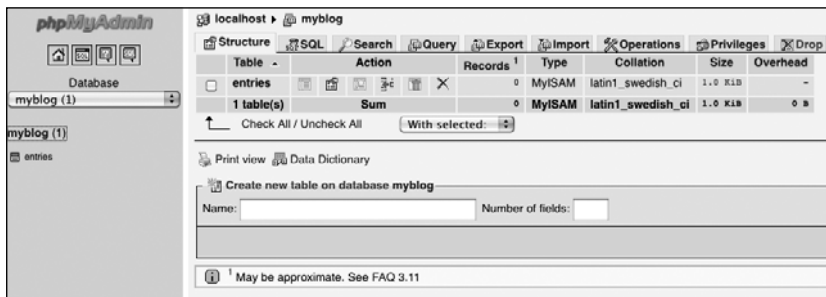 phpMyAdmin
Database
myblog (1)
myblog (1)
entries
localhost ▸ myblog
Structure SQL Search Query Export Import Operations Privileges Drop
Table Action Records 1 Type Collation Size Overhead
entries 0 MyISAM latin1_swedish_ci 1.0 KiB -
1 table(s) Sum 0 MyISAM latin1_swedish_ci 1.0 KiB 0 B
Check All / Uncheck All With selected:
Print view Data Dictionary
Create new table on database myblog
Name: Number of fields:
1 May be approximate. See FAQ 3.11